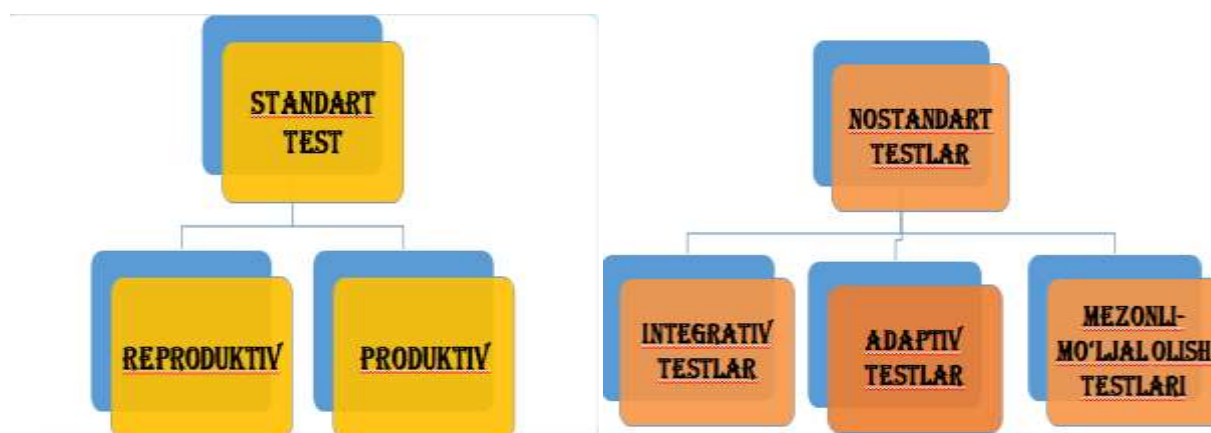 STANDART
TEST
REPRODUKTIV
PRODUKTIV
NOSTANDART
TESTLAR
INTEGRATIV
TESTLAR
ADAPTIV
TESTLAR
MEZONLI-
MO‘LJAL OLISH
TESTLARI